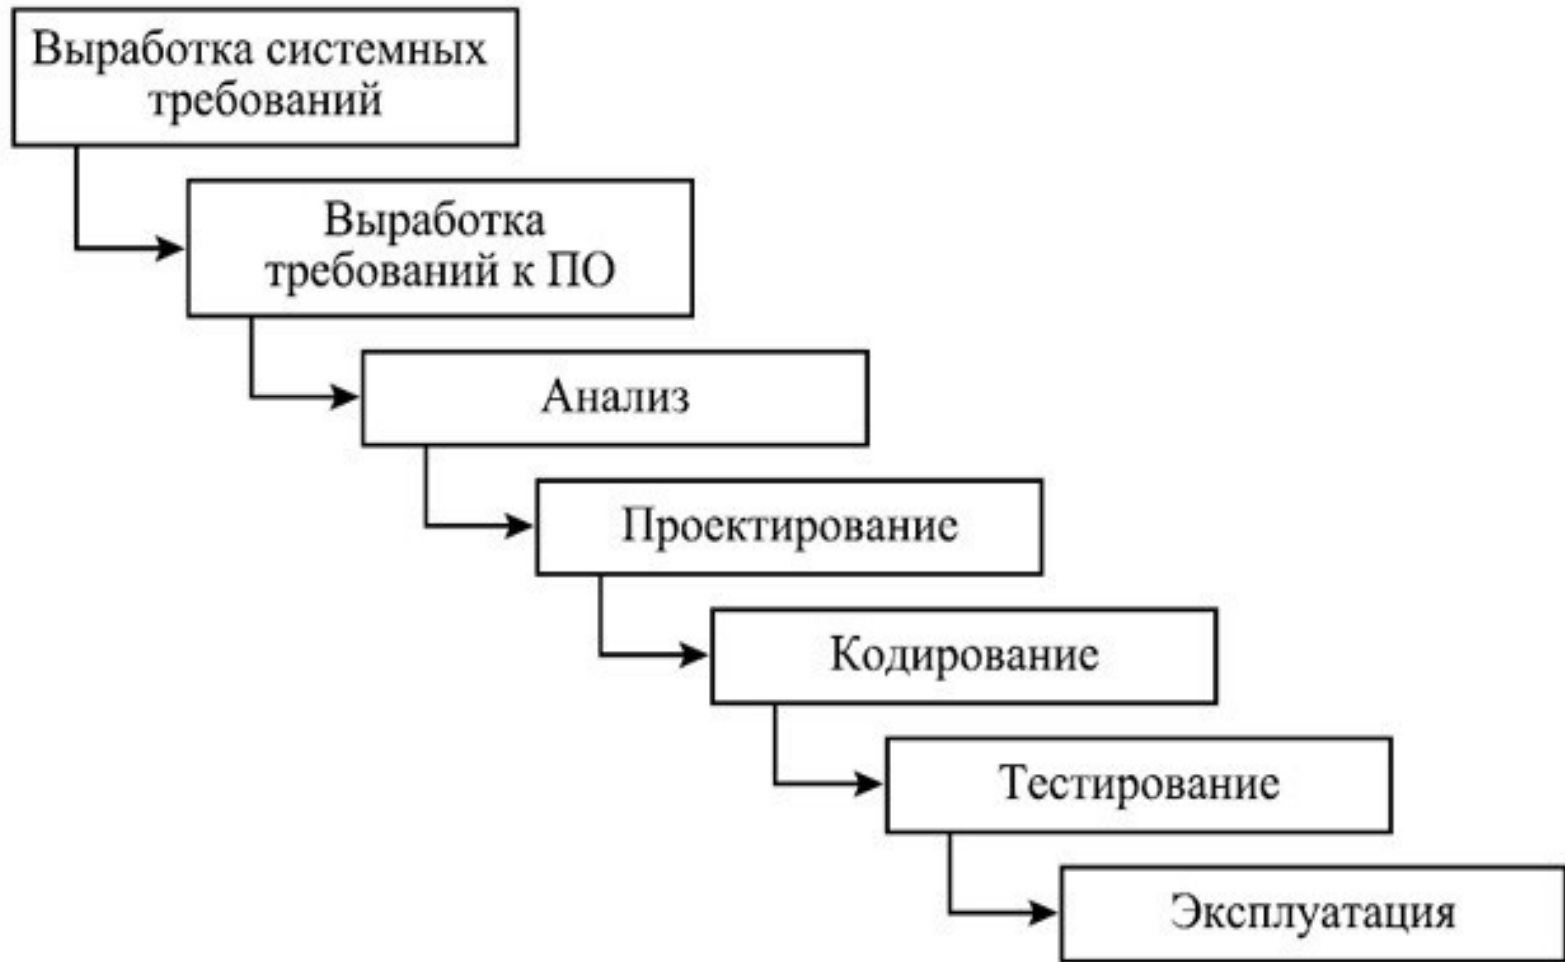 Выработка системных
требований
Выработка
требований к ПО
Анализ
Проектирование
Кодирование
Тестирование
Эксплуатация